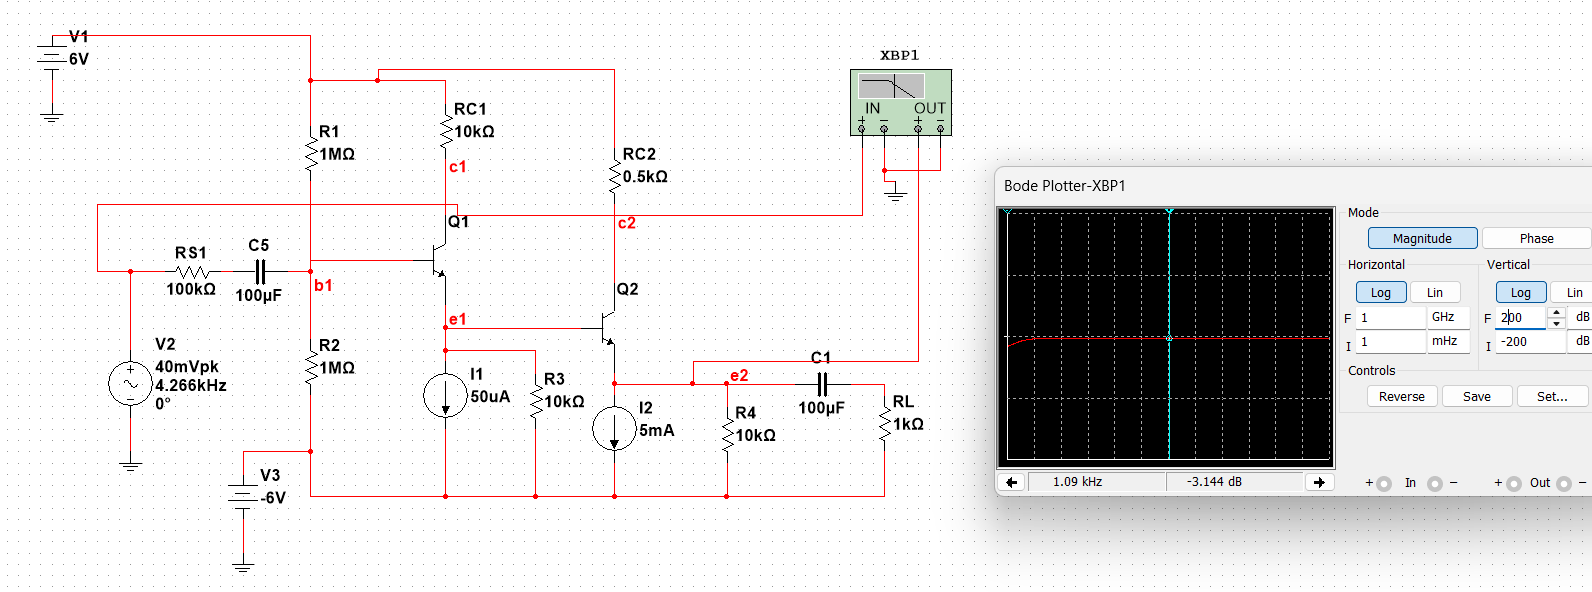 V1
6V
R1
1MΩ
RC1
10kΩ
c1
RC2
0.5kΩ
c2
Q1
RS1
100kΩ
C5
100µF
b1
e1
Q2
V2
40mVpk
4.266kHz
0°
R2
1MΩ
I1
50uA
R3
10kΩ
I2
5mA
e2
R4
10kΩ
C1
100µF
RL
1kΩ
V3
-6V
XBP1
IN OUT
+ − + −
Bode Plotter-XBP1
Mode
Magnitude Phase
Horizontal Vertical
Log Lin Log Lin
F 1 GHz F 200 dB
I 1 mHz I -200 dB
Controls
Reverse Save Set...
1.09 kHz -3.144 dB
+ In − + Out −